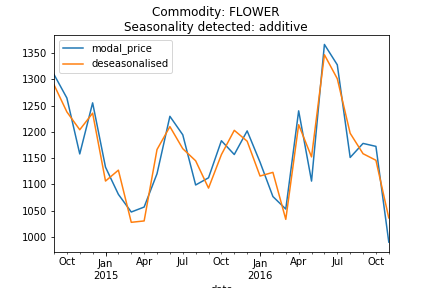 Commodity: FLOWER
Seasonality detected: additive
modal_price
deseasonalised
1350
1300
1250
1200
1150
1100
1050
1000
Oct Jan Apr Jul Oct Jan Apr Jul Oct
2015 2016